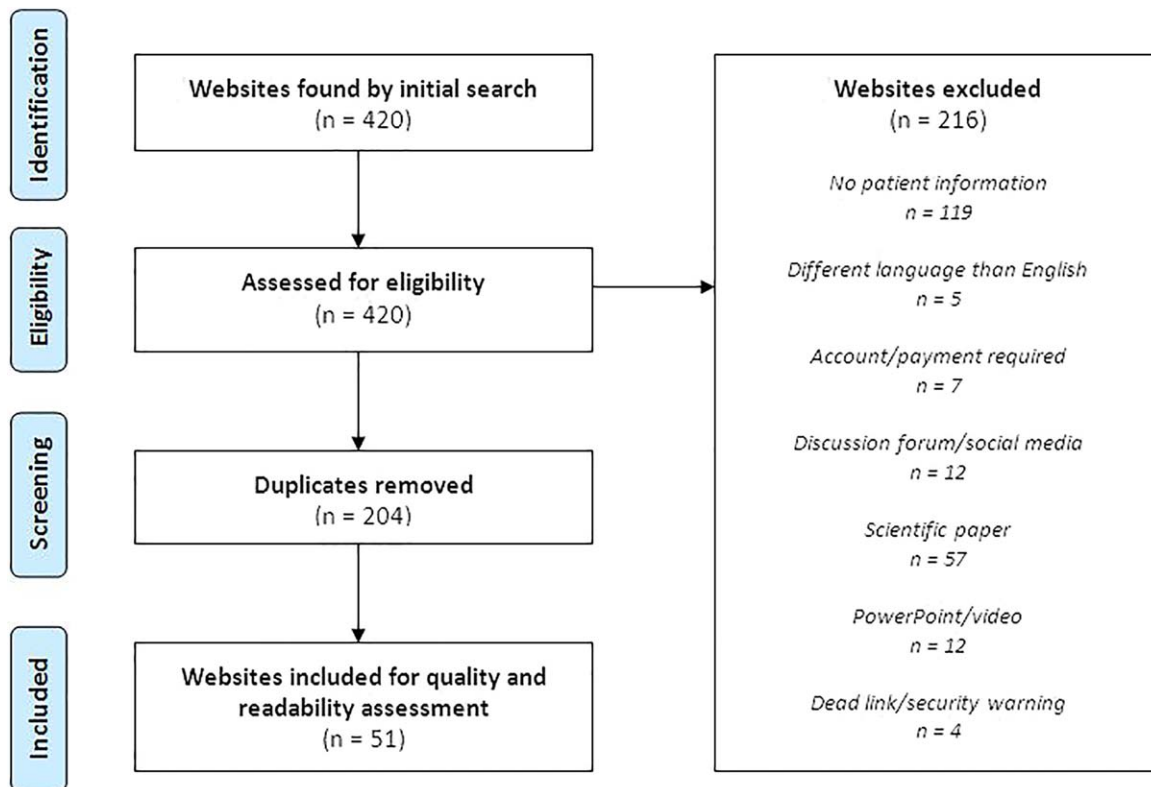 Identification
Websites found by initial search
(n = 420)
Eligibility
Assessed for eligibility
(n = 420)
Screening
Duplicates removed
(n = 204)
Included
Websites included for quality and
readability assessment
(n = 51)
Websites excluded
(n = 216)
No patient information
n = 119
Different language than English
n = 5
Account/payment required
n = 7
Discussion forum/social media
n = 12
Scientific paper
n = 57
PowerPoint/video
n = 12
Dead link/security warning
n = 4